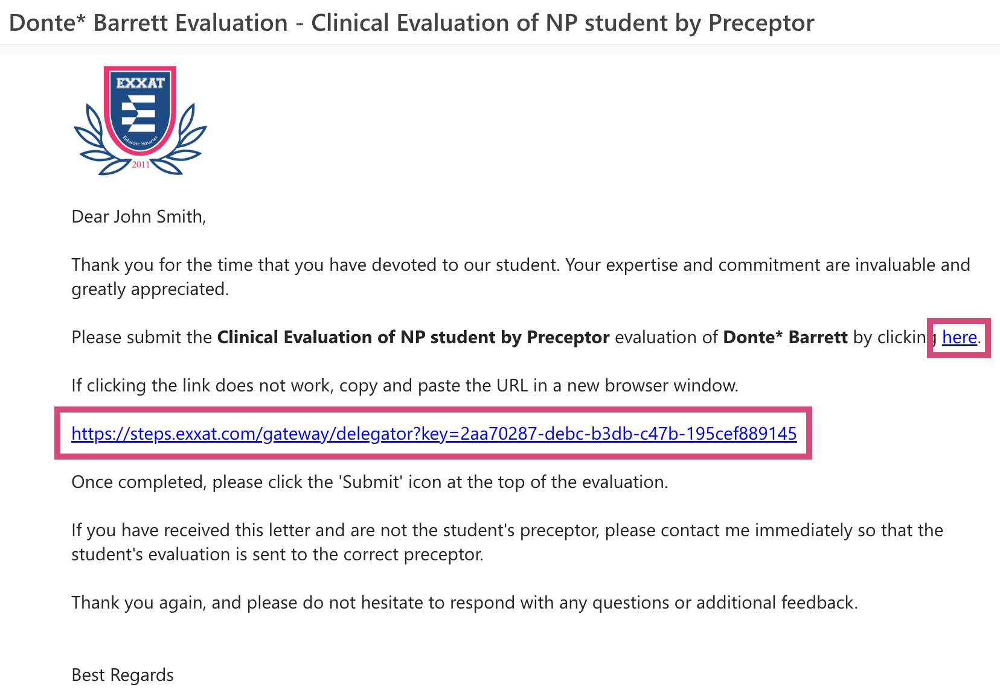 Donte* Barrett Evaluation - Clinical Evaluation of NP student by Preceptor
EXXAT
Educate Smarter
2011
Dear John Smith,
Thank you for the time that you have devoted to our student. Your expertise and commitment are invaluable and
greatly appreciated.
Please submit the Clinical Evaluation of NP student by Preceptor evaluation of Donte* Barrett by clicking here.
If clicking the link does not work, copy and paste the URL in a new browser window.
https://steps.exxat.com/gateway/delegator?key=2aa70287-debc-b3db-c47b-195cef889145
Once completed, please click the 'Submit' icon at the top of the evaluation.
If you have received this letter and are not the student's preceptor, please contact me immediately so that the
student's evaluation is sent to the correct preceptor.
Thank you again, and please do not hesitate to respond with any questions or additional feedback.
Best Regards